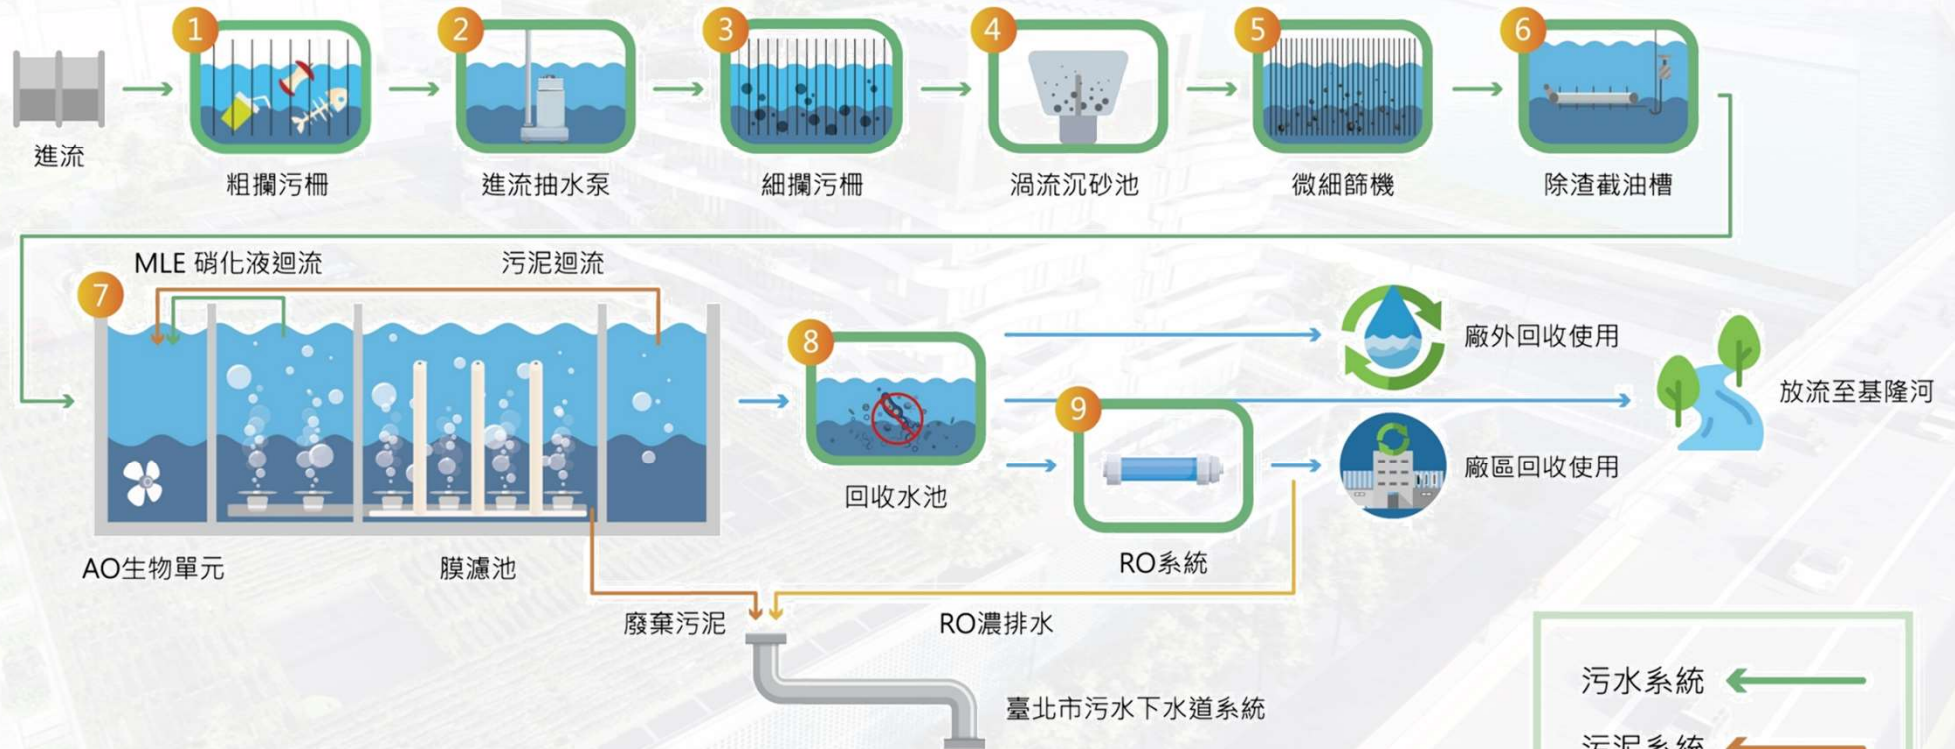 1
2
3
4
5
6
進流
粗攔污柵
進流抽水泵
細攔污柵
渦流沉砂池
微細篩機
除渣截油槽
MLE 硝化液迴流
污泥迴流
7
8
9
廠外回收使用
放流至基隆河
廠區回收使用
回收水池
AO生物單元
膜濾池
RO系統
廢棄污泥
RO濃排水
臺北市污水下水道系統
污水系統
污泥系統